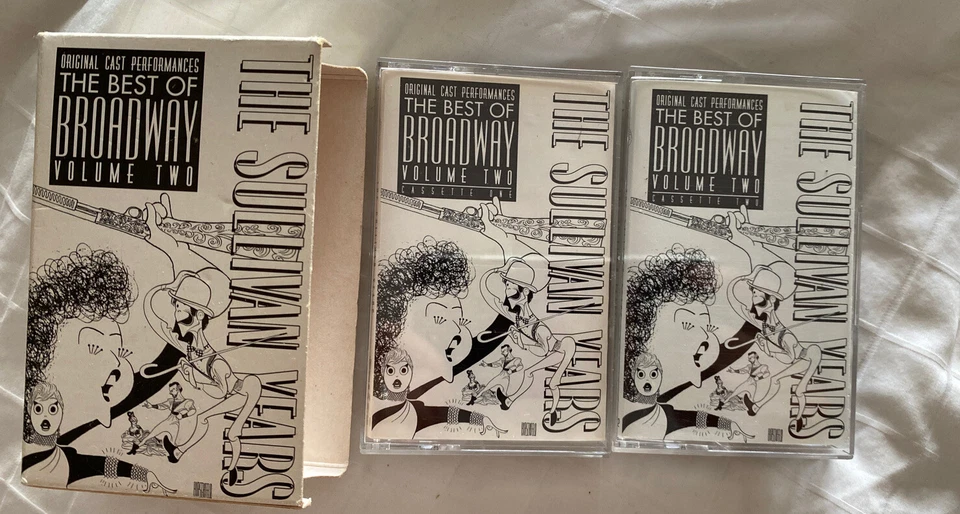 ORIGINAL CAST PERFORMANCES
THE BEST OF
BROADWAY
VOLUME TWO
THE SULLIVAN YEARS
ORIGINAL CAST PERFORMANCES
THE BEST OF
BROADWAY
VOLUME TWO
CASSETTE ONE
THE SULLIVAN YEARS
ORIGINAL CAST PERFORMANCES
THE BEST OF
BROADWAY
VOLUME TWO
CASSETTE TWO
THE SULLIVAN YEARS